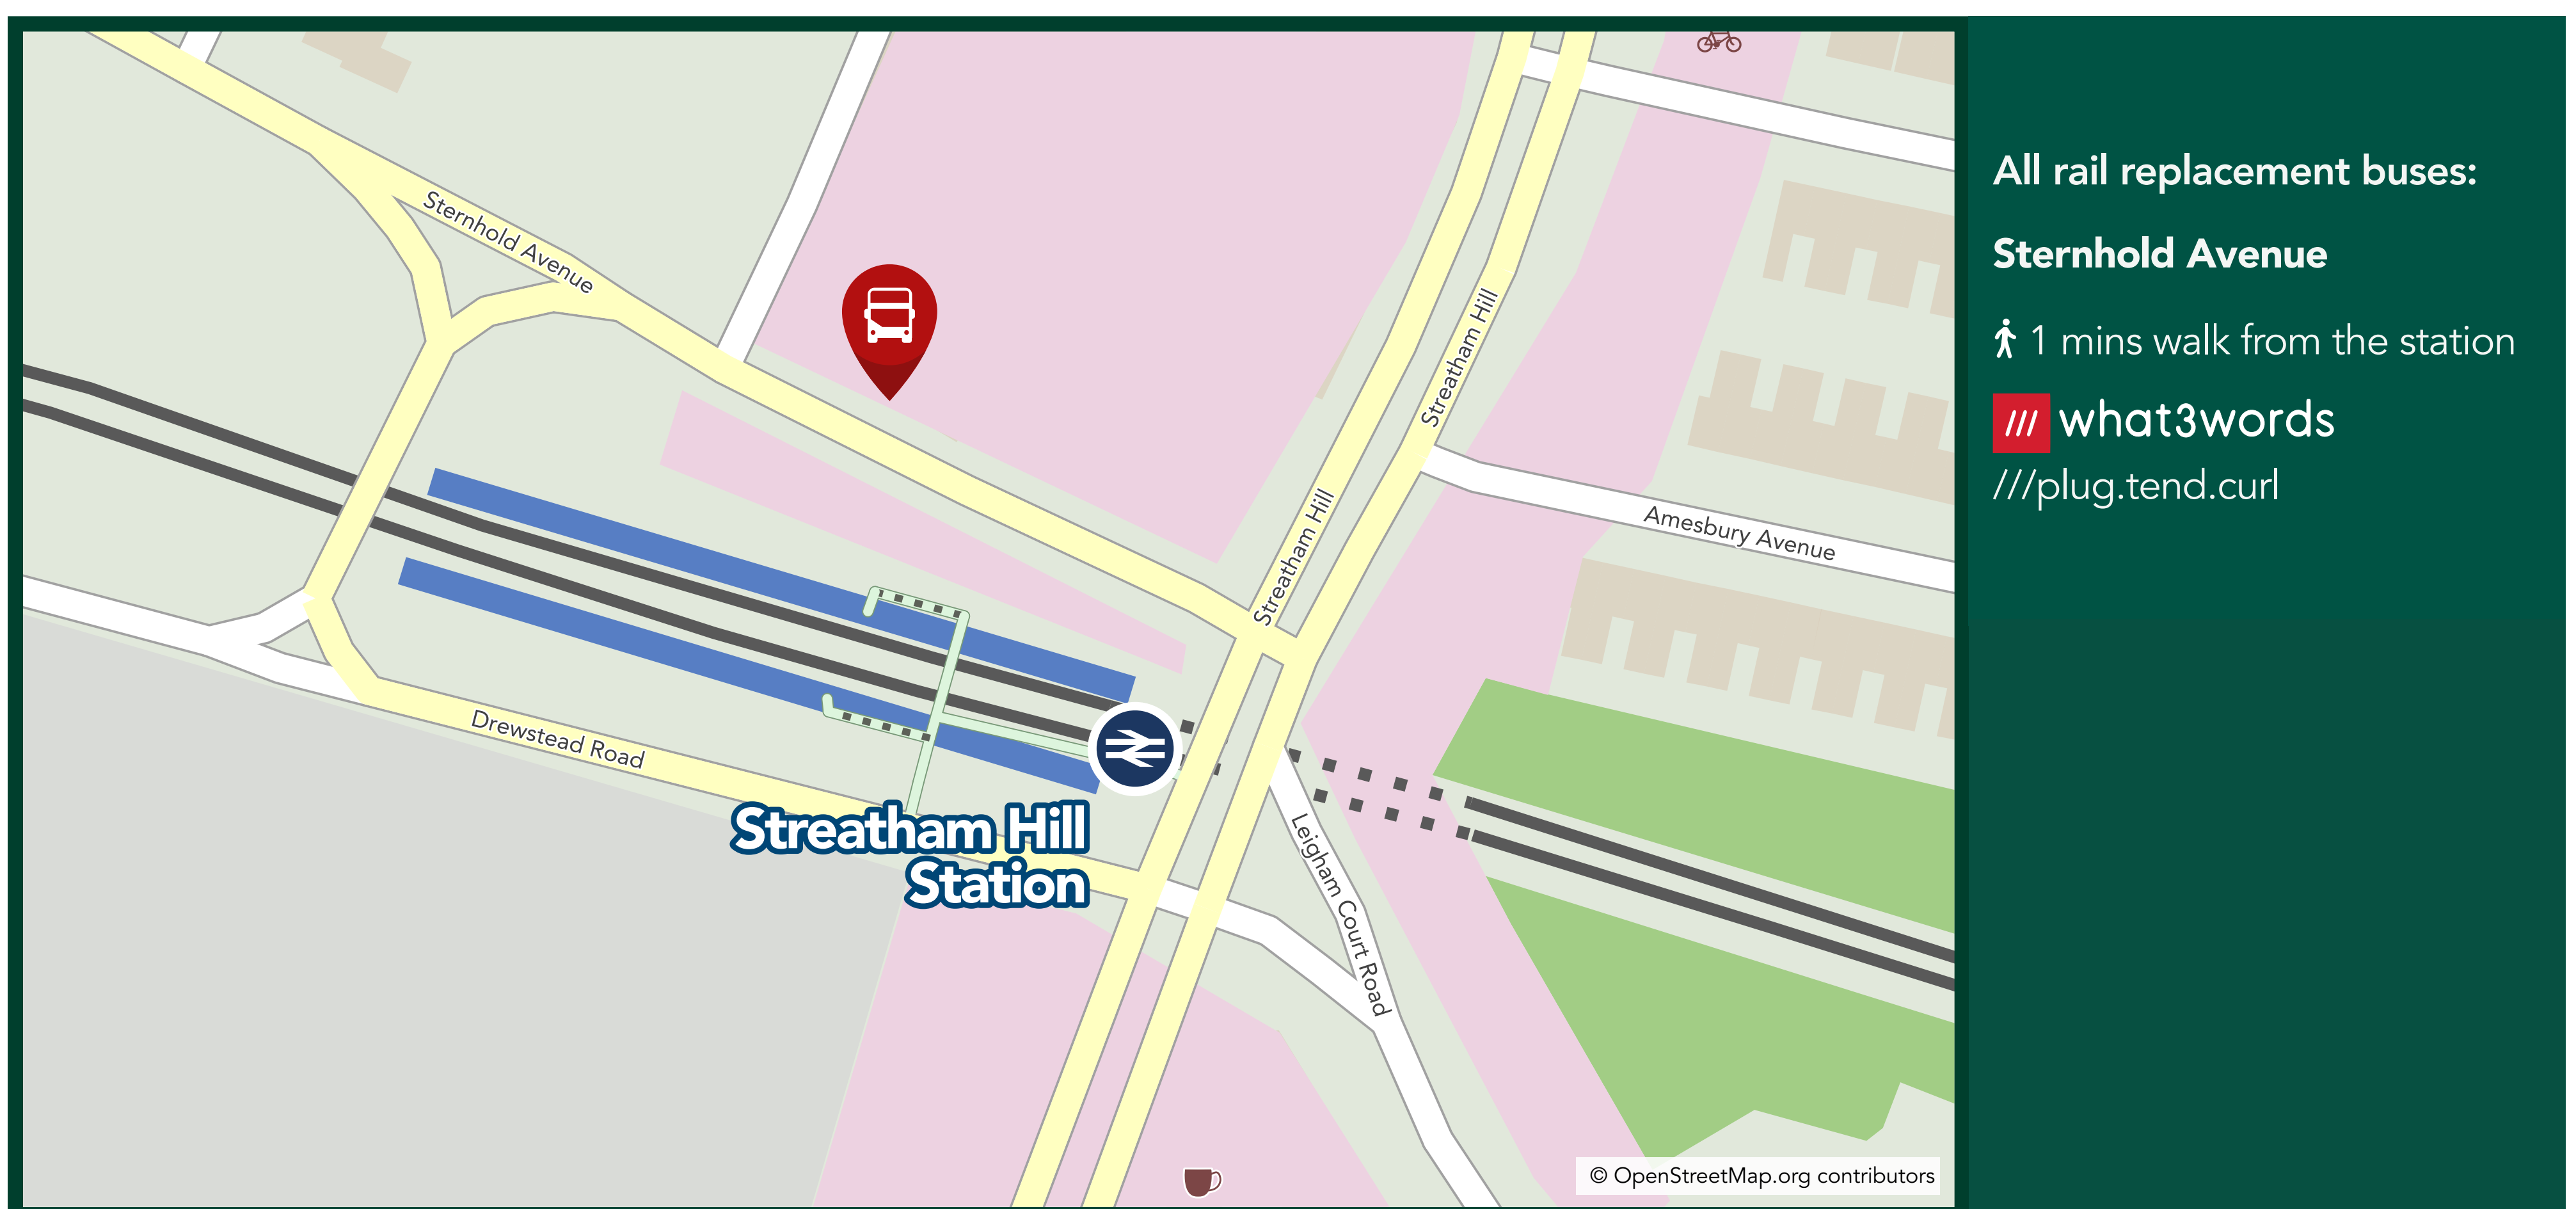 Sternhold Avenue
Streatham Hill
Streatham Hill
Amesbury Avenue
Drewstead Road
Streatham Hill
Station
Leigham Court Road
© OpenStreetMap.org contributors
All rail replacement buses:
Sternhold Avenue
1 mins walk from the station
/// what3words
///plug.tend.curl